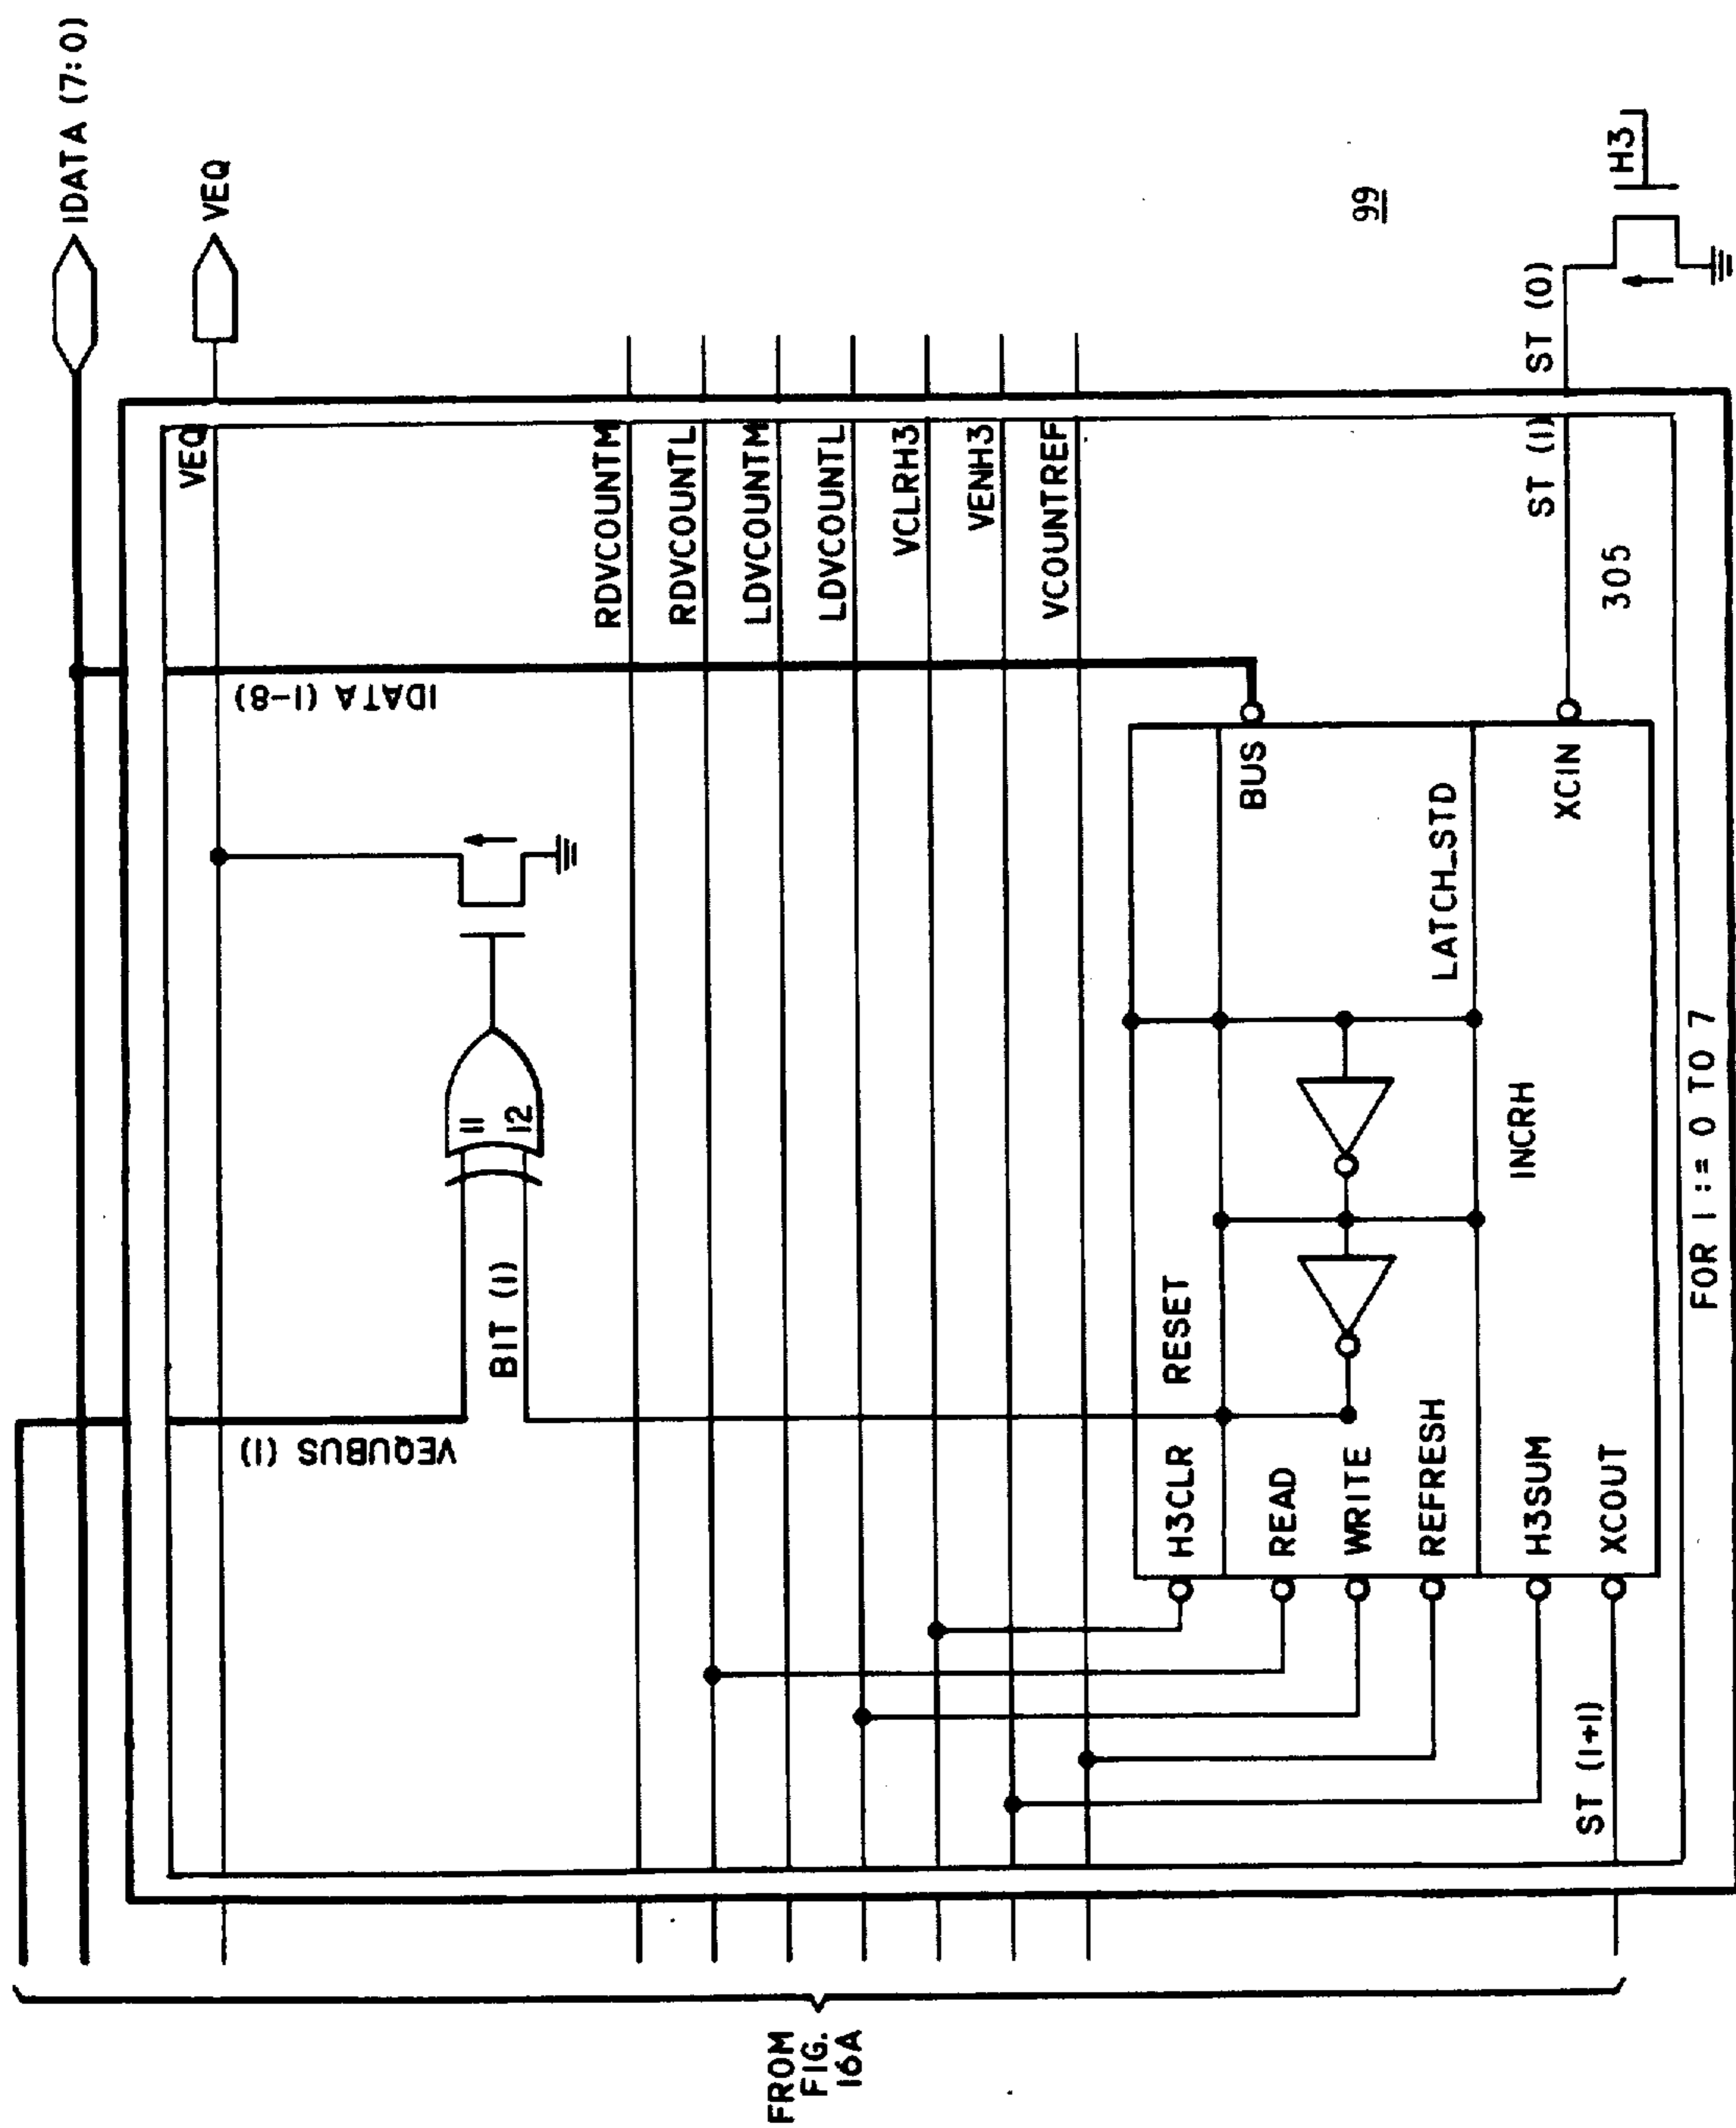 IDATA (7:0)
VEQ
VEQ
IDATA (I-8)
VEQUBUS (I)
I1
I2
BIT (I)
RDVCOUNTM
RDVCOUNTL
LDVCOUNTM
LDVCOUNTL
VCLRH3
VENH3
VCOUNTREF
H3CLR
RESET
READ
BUS
WRITE
REFRESH
LATCH_STD
H3SUM
INCRH
XCIN
XCOUT
ST (I+I)
ST (I)
ST (0)
H3
305
99
FOR I := 0 TO 7
FROM
FIG.
16A